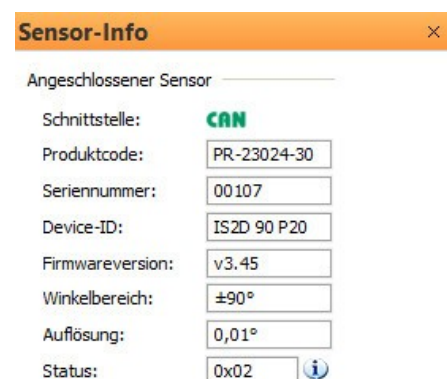 Sensor-Info
Angeschlossener Sensor
Schnittstelle: CAN
Produktcode: PR-23024-30
Seriennummer: 00107
Device-ID: IS2D 90 P20
Firmwareversion: v3.45
Winkelbereich: ±90°
Auflösung: 0,01°
Status: 0x02